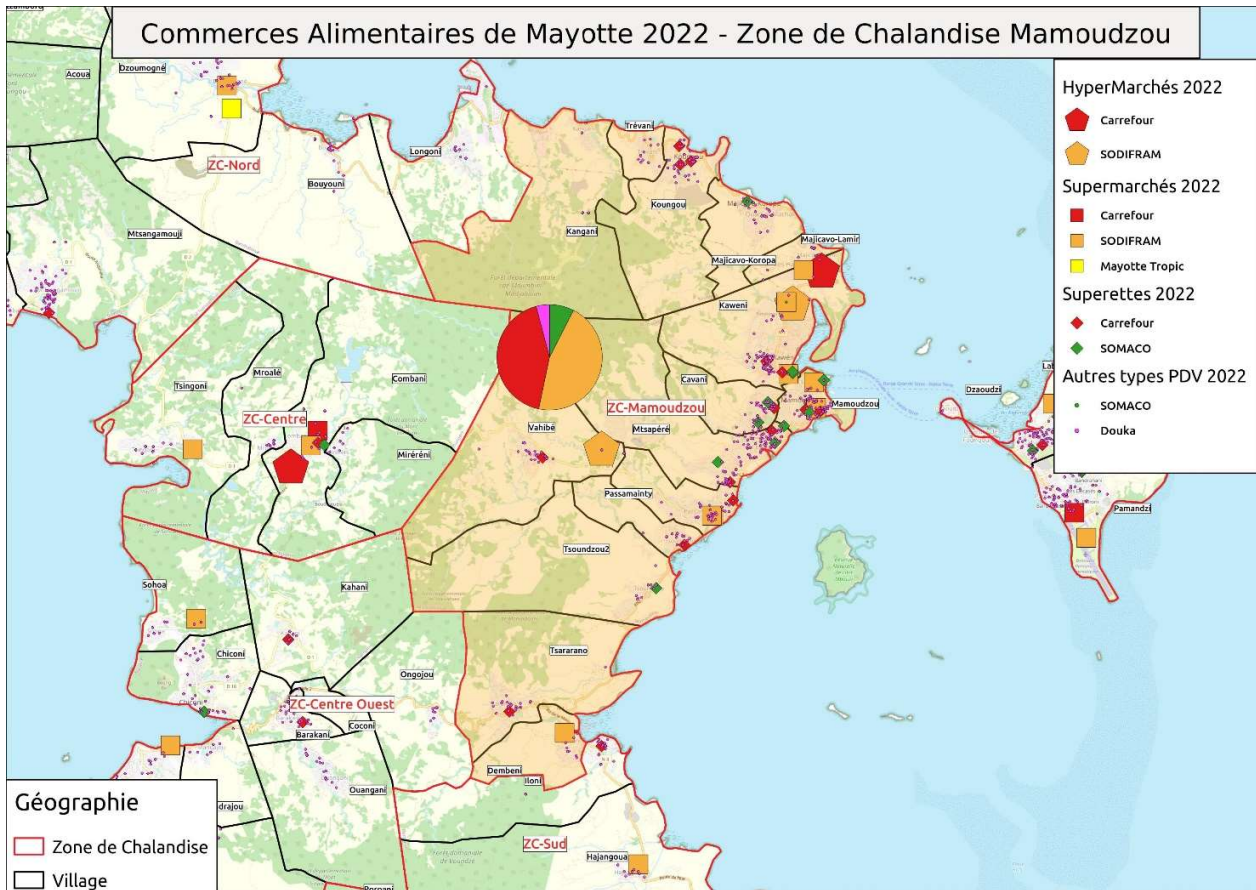 Commerces Alimentaires de Mayotte 2022 - Zone de Chalandise Mamoudzou
HyperMarchés 2022
Carrefour
SODIFRAM
Supermarchés 2022
Carrefour
SODIFRAM
Mayotte Tropic
Superettes 2022
Carrefour
SOMACO
Autres types PDV 2022
SOMACO
Douka
Acoua
Dzoumogné
ZC-Nord
Bouyouni
Longoni
Mtsangamouji
Trévani
Koungou
Kangani
Majicavo-Lamir
Majicavo-Koropa
Kaweni
Tsingoni
Mroalé
Combani
ZC-Centre
Miréréni
Cavani
ZC-Mamoudzou
Mamoudzou
Dzaoudzi
Vahibé
Mtsapéré
Passamainty
Pamandzi
Tsoundzou2
Sohoa
Kahani
Chiconi
Ongojou
Tsararano
ZC-Centre Ouest
Coconi
Barakani
Dembeni
Iloni
Ouangani
ZC-Sud
Hajangoua
Géographie
Zone de Chalandise
Village